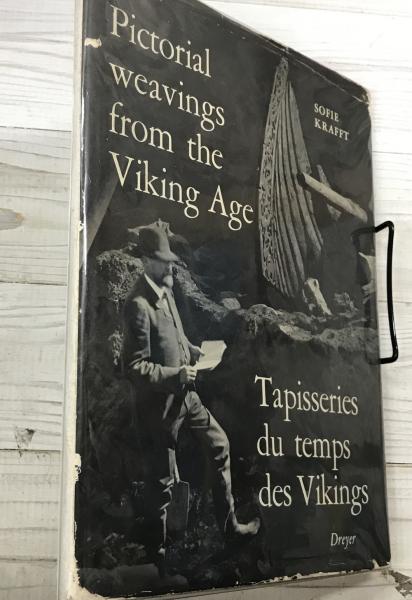 Pictorial
weavings
from the
Viking Age
SOFIE
KRAFFT
Tapisseries
du temps
des Vikings
Dreyer